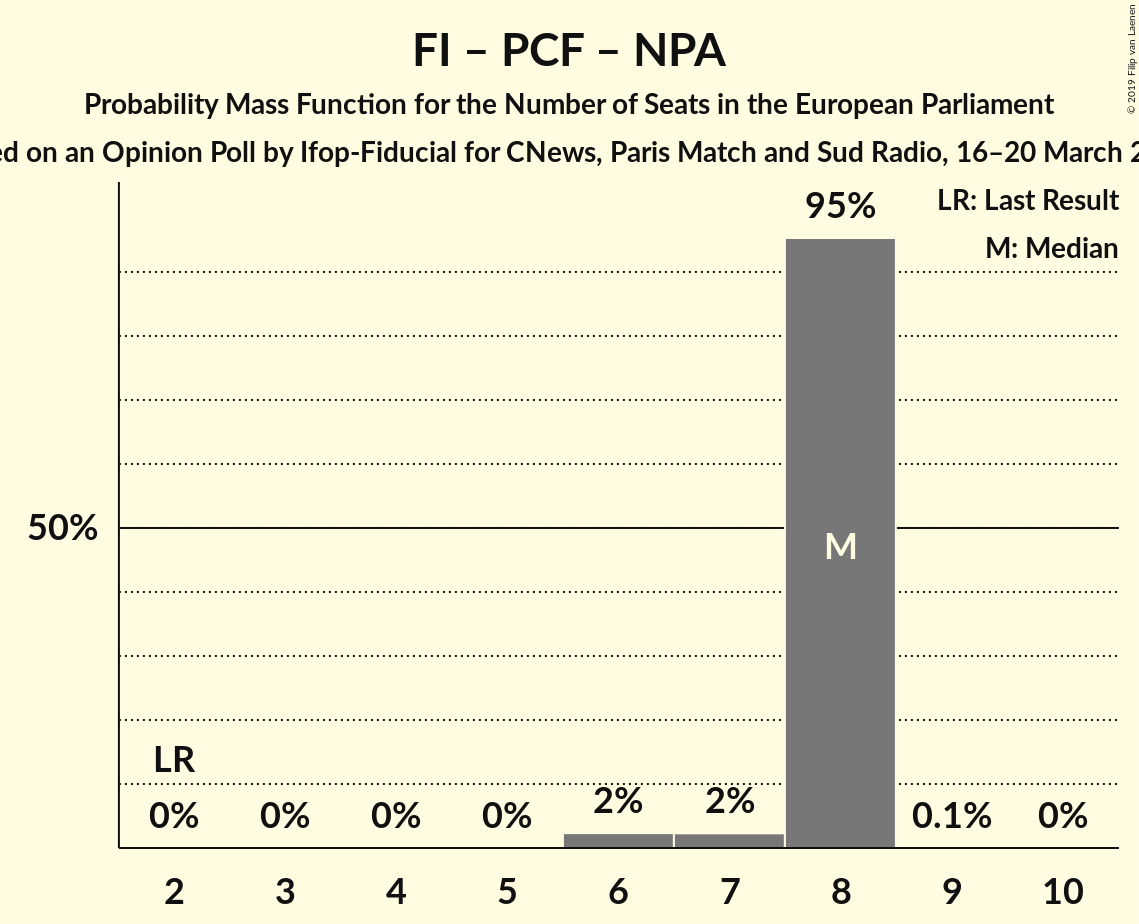 FI – PCF – NPA
Probability Mass Function for the Number of Seats in the European Parliament
on an Opinion Poll by Ifop-Fiducial for CNews, Paris Match and Sud Radio, 16–20 March
© 2019 Filip van Laenen
LR: Last Result
M: Median
95%
50%
M
LR
0% 0% 0% 0% 2% 2% 0.1% 0%
2 3 4 5 6 7 8 9 10